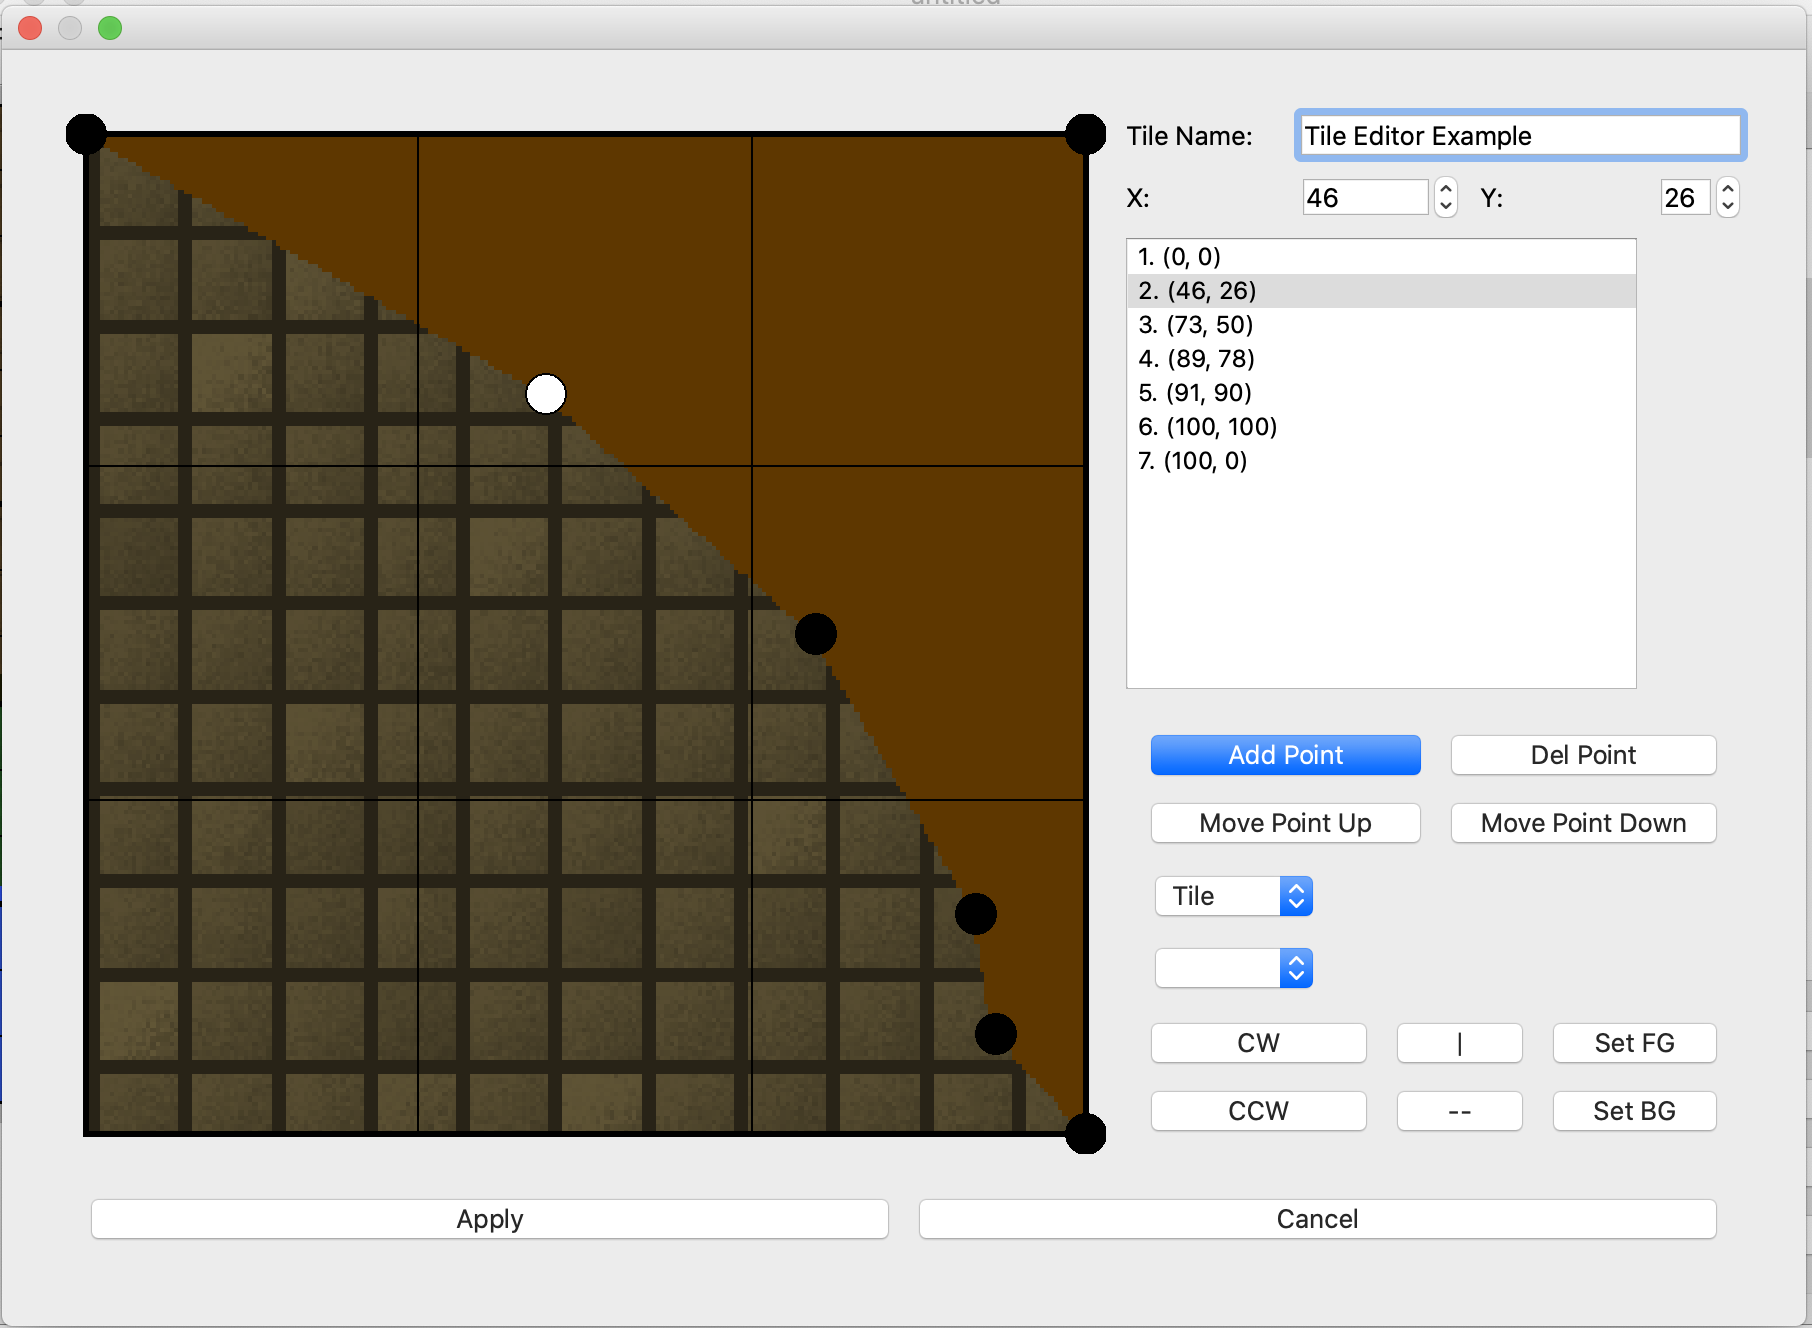 untitled
Tile Name: Tile Editor Example
X: 46 Y: 26
1. (0, 0)
2. (46, 26)
3. (73, 50)
4. (89, 78)
5. (91, 90)
6. (100, 100)
7. (100, 0)
Add Point Del Point
Move Point Up Move Point Down
Tile
CW | Set FG
CCW -- Set BG
Apply Cancel